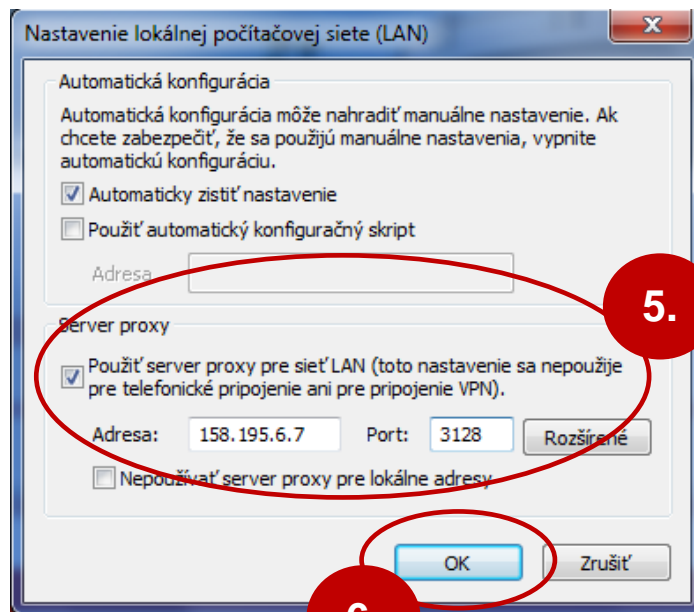 Nastavenie lokálnej počítačovej siete (LAN)
Automatická konfigurácia
Automatická konfigurácia môže nahradiť manuálne nastavenie. Ak
chcete zabezpečiť, že sa použijú manuálne nastavenia, vypnite
automatickú konfiguráciu.
Automaticky zistiť nastavenie
Použiť automatický konfiguračný skript
Adresa
5.
Server proxy
Použiť server proxy pre sieť LAN (toto nastavenie sa nepoužije
pre telefonické pripojenie ani pre pripojenie VPN).
Adresa: 158.195.6.7 Port: 3128 Rozšírené
Nepoužívať server proxy pre lokálne adresy
OK Zrušiť
6.